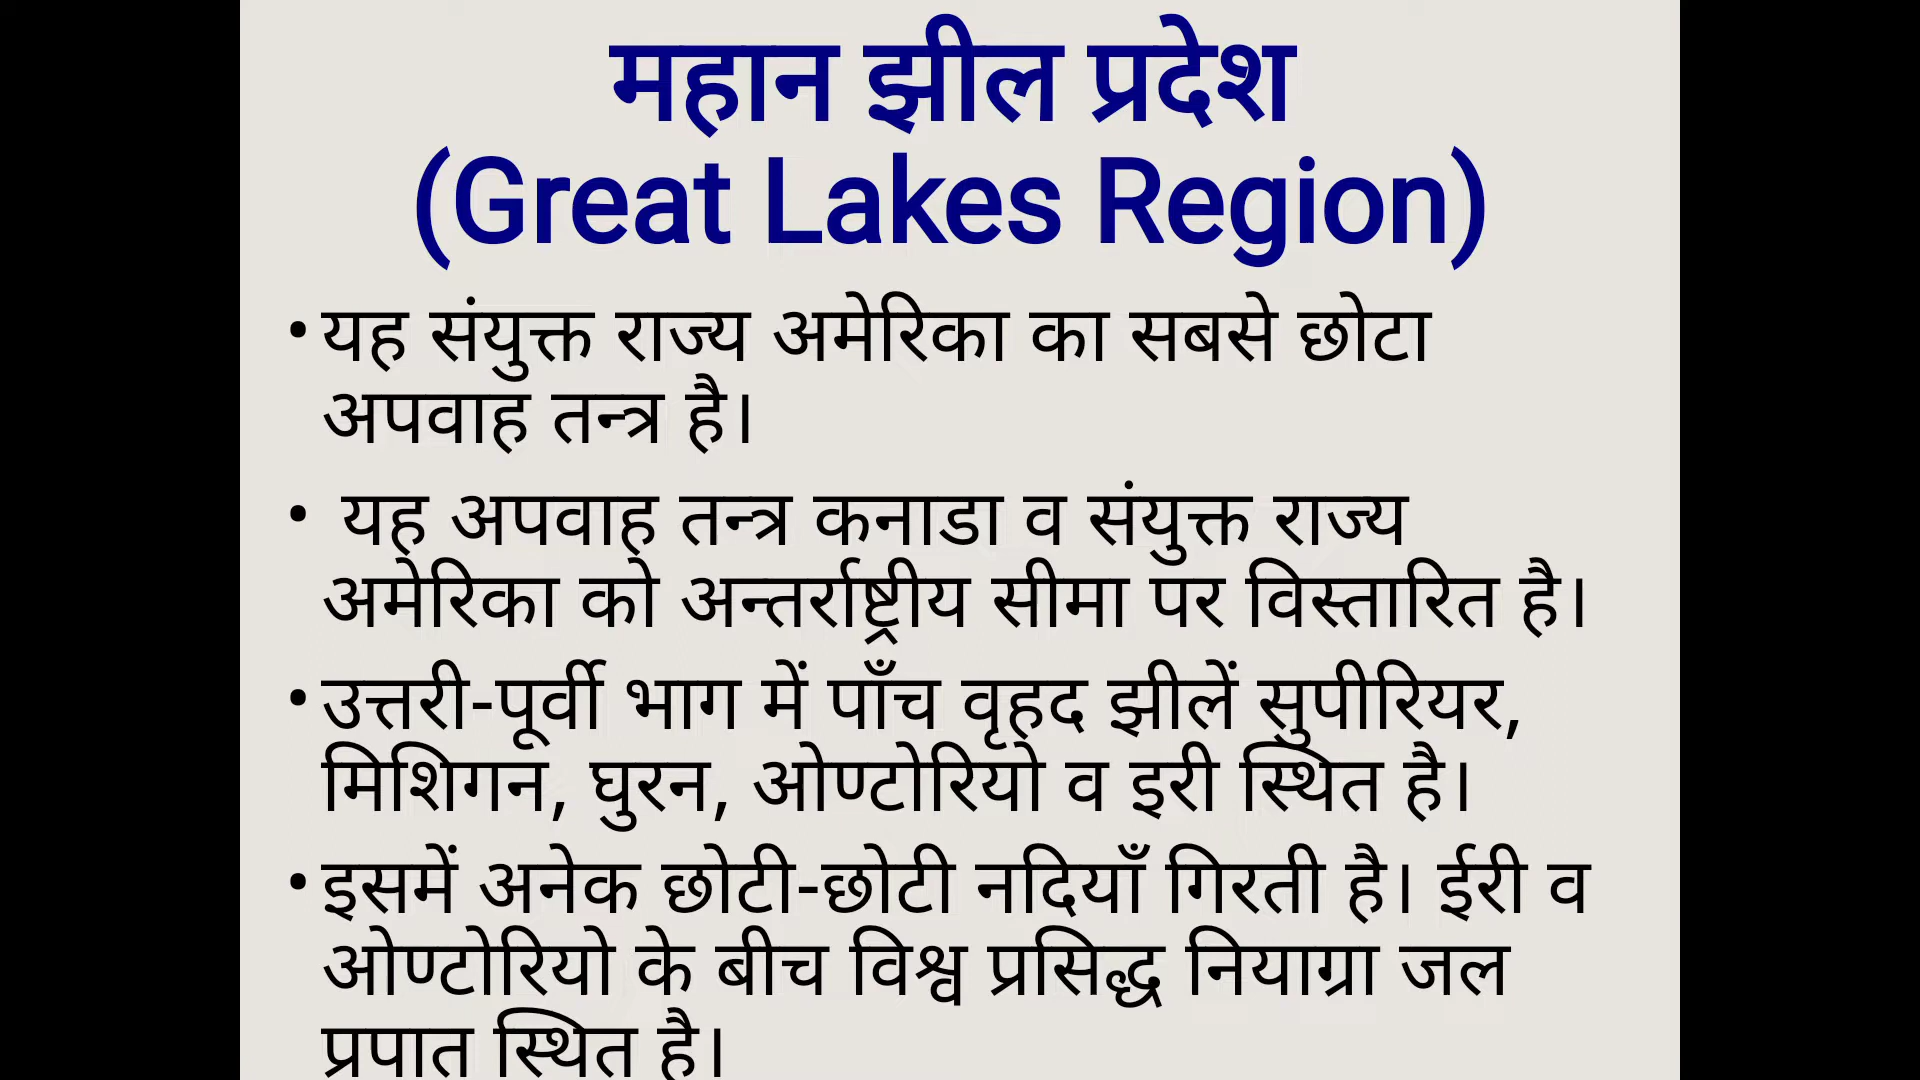 महान झील प्रदेश
(Great Lakes Region)
• यह संयुक्त राज्य अमेरिका का सबसे छोटा
अपवाह तन्त्र है।
• यह अपवाह तन्त्र कनाडा व संयुक्त राज्य
अमेरिका को अन्तर्राष्ट्रीय सीमा पर विस्तारित है।
• उत्तरी-पूर्वी भाग में पाँच वृहद झीलें सुपीरियर,
मिशिगन, घुरन, ओण्टोरियो व इरी स्थित है।
• इसमें अनेक छोटी-छोटी नदियाँ गिरती है। ईरी व
ओण्टोरियो के बीच विश्व प्रसिद्ध नियाग्रा जल
प्रपात स्थित है।